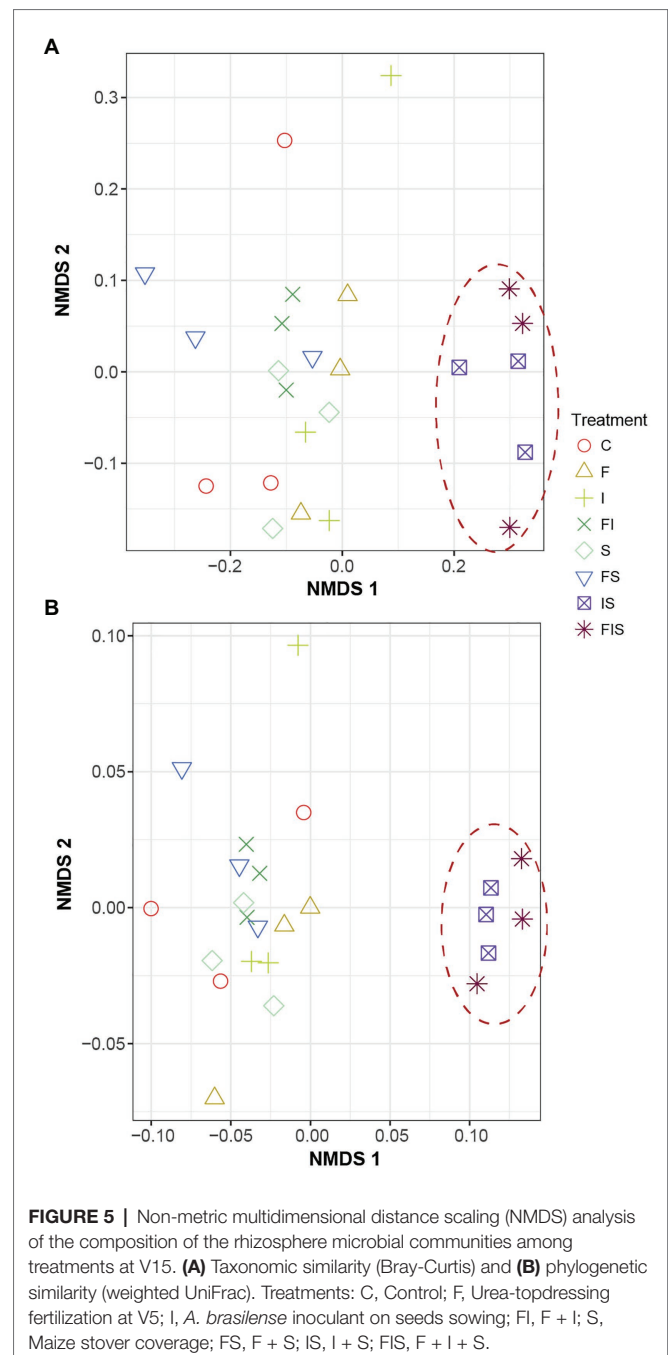 A
0.3
0.2
0.1
0.0
−0.1
NMDS 2
−0.2
0.0
0.2
NMDS 1
Treatment
C
F
I
FI
S
FS
IS
FIS
B
0.10
0.05
0.00
−0.05
NMDS 2
−0.10
−0.05
0.00
0.05
0.10
NMDS 1
FIGURE 5 | Non-metric multidimensional distance scaling (NMDS) analysis
of the composition of the rhizosphere microbial communities among
treatments at V15. (A) Taxonomic similarity (Bray-Curtis) and (B) phylogenetic
similarity (weighted UniFrac). Treatments: C, Control; F, Urea-topdressing
fertilization at V5; I, A. brasilense inoculant on seeds sowing; FI, F + I; S,
Maize stover coverage; FS, F + S; IS, I + S; FIS, F + I + S.